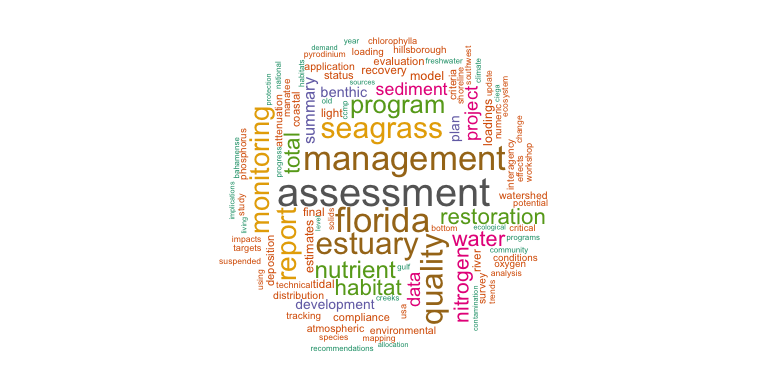 year
chlorophylla
demand
pyrodinium
loading
hillsborough
evaluation
freshwater
southwest
national
habitats
application
status
recovery
model
climate
protection
sources
criteria
shoreline
update
manatee
coastal
summary
benthic
sediment
project
old
ccmp
program
numeric
ciega
ecosystem
attenuation
light
seagrass
plan
loadings
change
monitoring
total
phosphorus
bahamense
progress
management
interagency
effects
workshop
assessment
watershed
potential
implications
study
living
report
final
level
solids
florida
bottom
restoration
ecological
critical
impacts
targets
estimates
estuary
quality
water
programs
community
conditions
suspended
deposition
using
nutrient
gulf
data
nitrogen
river
oxygen
analysis
technical
tidal
habitat
survey
trends
distribution
development
creeks
usa
contamination
tracking
compliance
atmospheric
environmental
species
mapping
recommendations
allocation